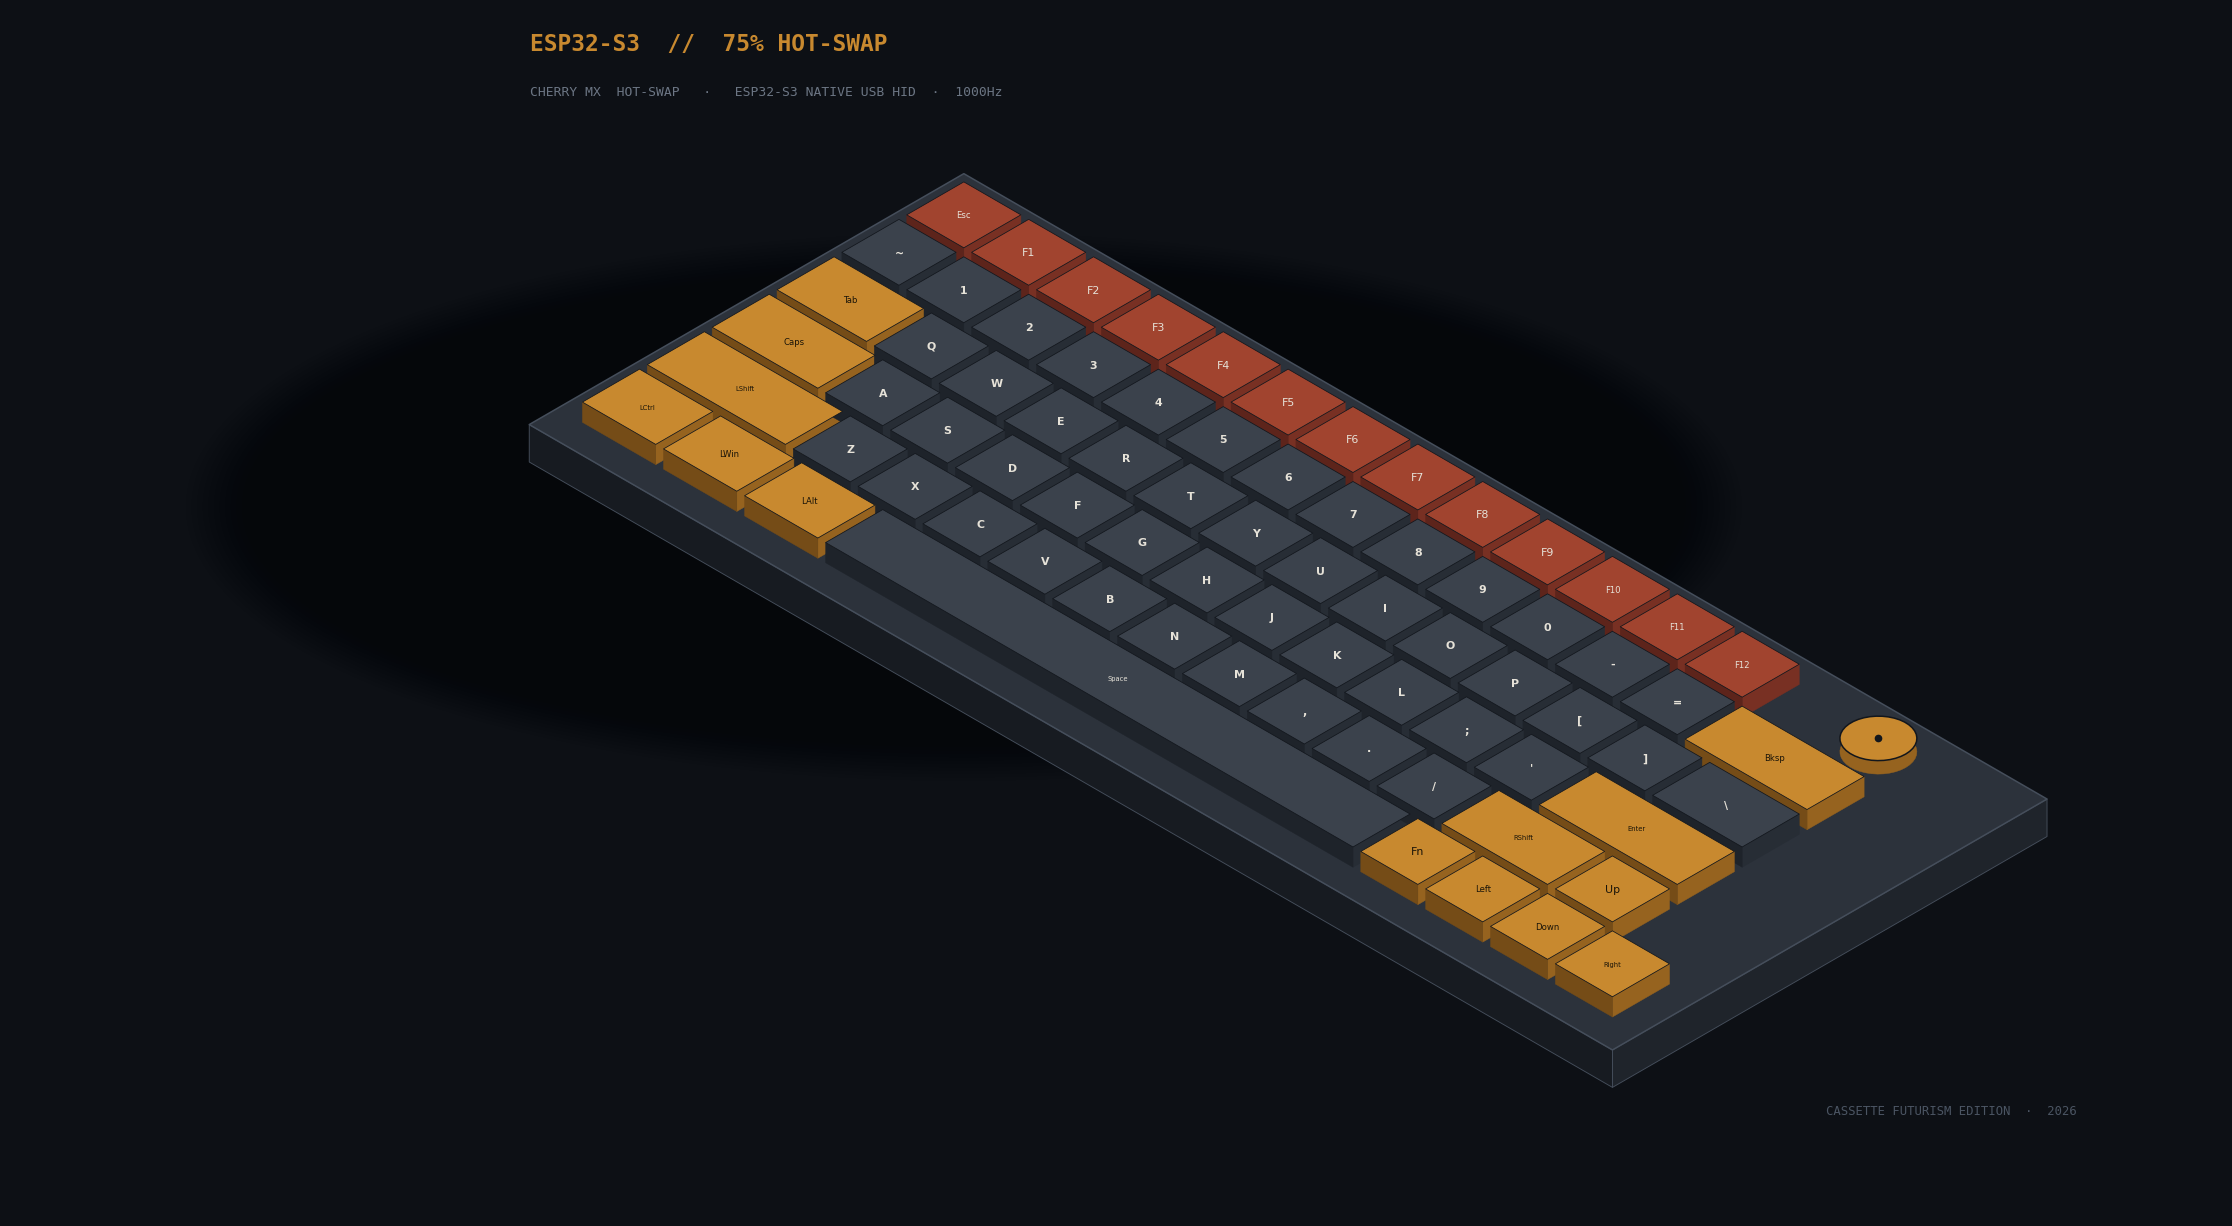 ESP32-S3 // 75% HOT-SWAP
CHERRY MX HOT-SWAP · ESP32-S3 NATIVE USB HID · 1000Hz
Esc F1 F2 F3 F4 F5 F6 F7 F8 F9 F10 F11 F12
~ 1 2 3 4 5 6 7 8 9 0 - = Bksp
Tab Q W E R T Y U I O P [ ] \
Caps A S D F G H J K L ; ' Enter
LShift Z X C V B N M , . / RShift Up
LCtrl LWin LAlt Space Fn Left Down Right
CASSETTE FUTURISM EDITION · 2026